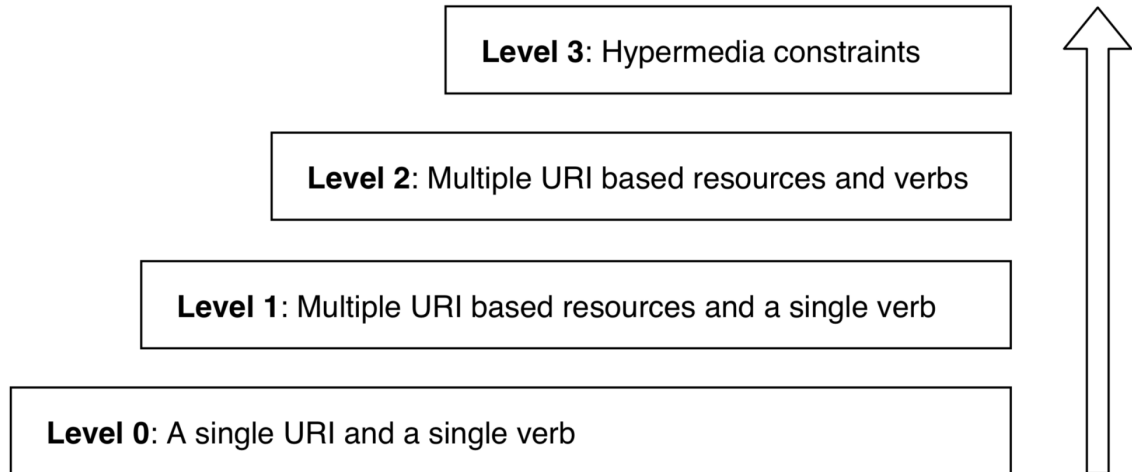 Level 3: Hypermedia constraints
Level 2: Multiple URI based resources and verbs
Level 1: Multiple URI based resources and a single verb
Level 0: A single URI and a single verb